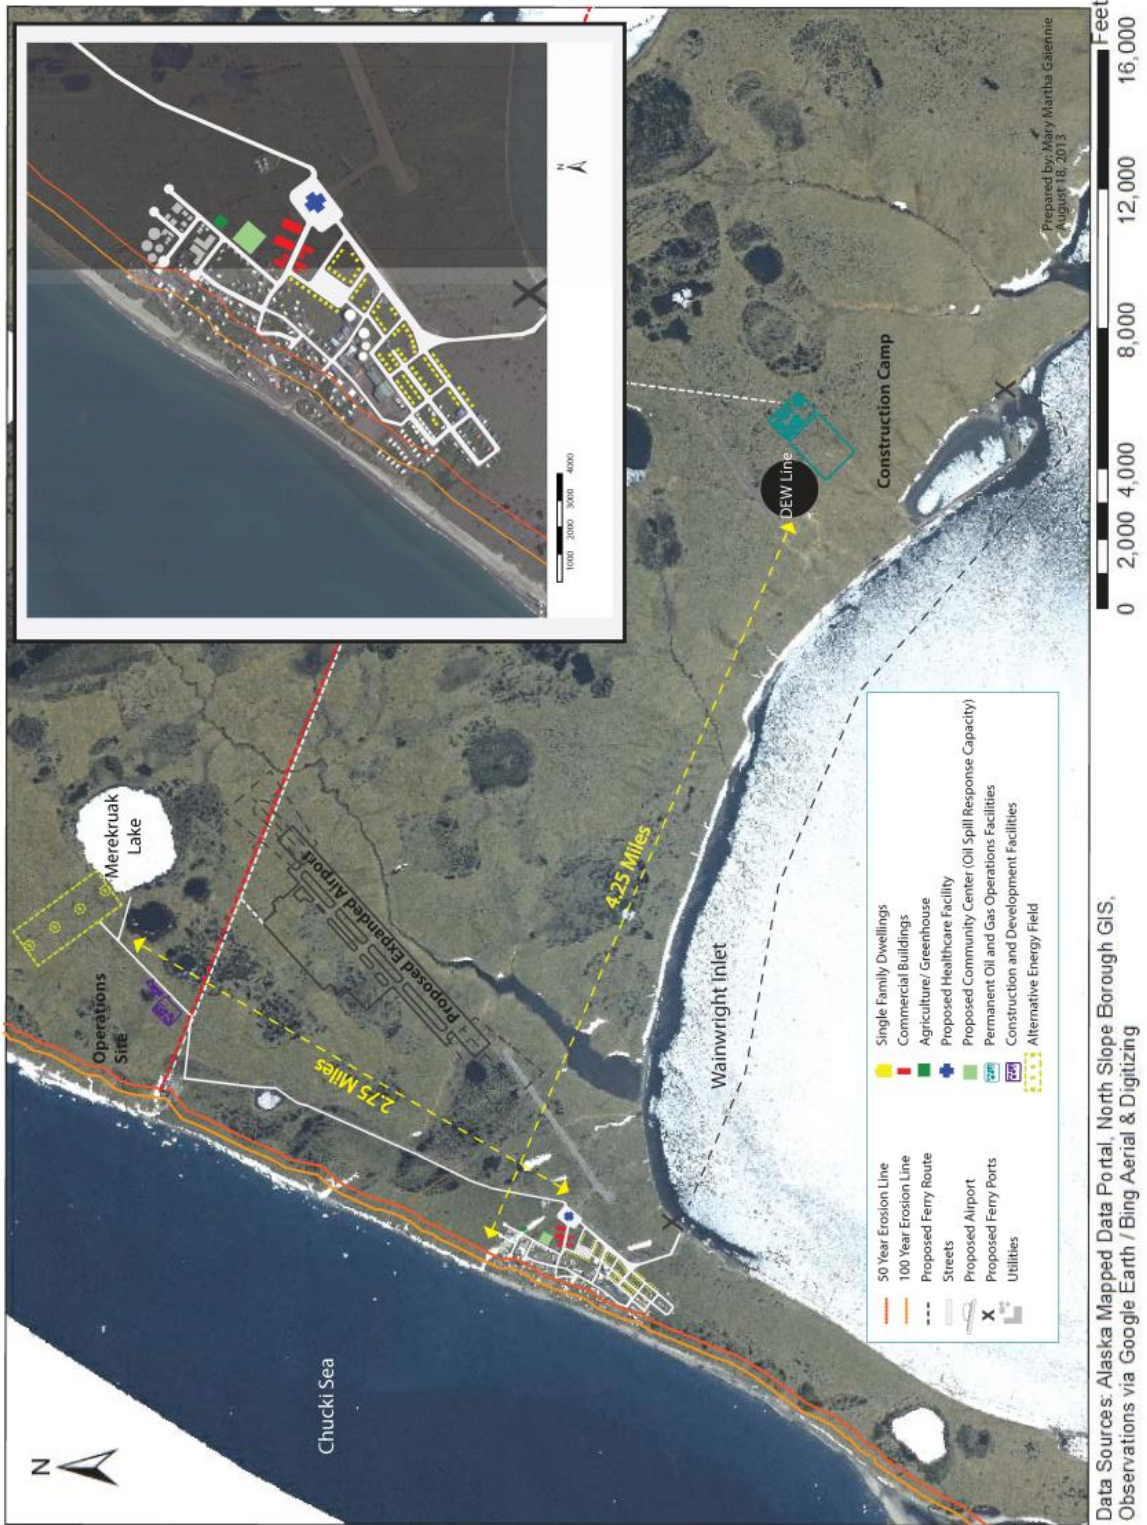 N
Chucki Sea
Operations
Site
Merekruak
Lake
2.75 Miles
Proposed Expanded Airport
4.25 Miles
Wainwright Inlet
DEW Line
Construction Camp
N
1000 2000 3000 4000
50 Year Erosion Line
100 Year Erosion Line
Proposed Ferry Route
Streets
Proposed Airport
Proposed Ferry Ports
Utilities
Single Family Dwellings
Commercial Buildings
Agriculture/ Greenhouse
Proposed Healthcare Facility
Proposed Community Center (Oil Spill Response Capacity)
Permanent Oil and Gas Operations Facilities
Construction and Development Facilities
Alternative Energy Field
Prepared by: Mary Martha Gaiennie
August 18, 2013
Data Sources: Alaska Mapped Data Portal, North Slope Borough GIS,
Observations via Google Earth / Bing Aerial & Digitizing
Feet
0 2,000 4,000 8,000 12,000 16,000